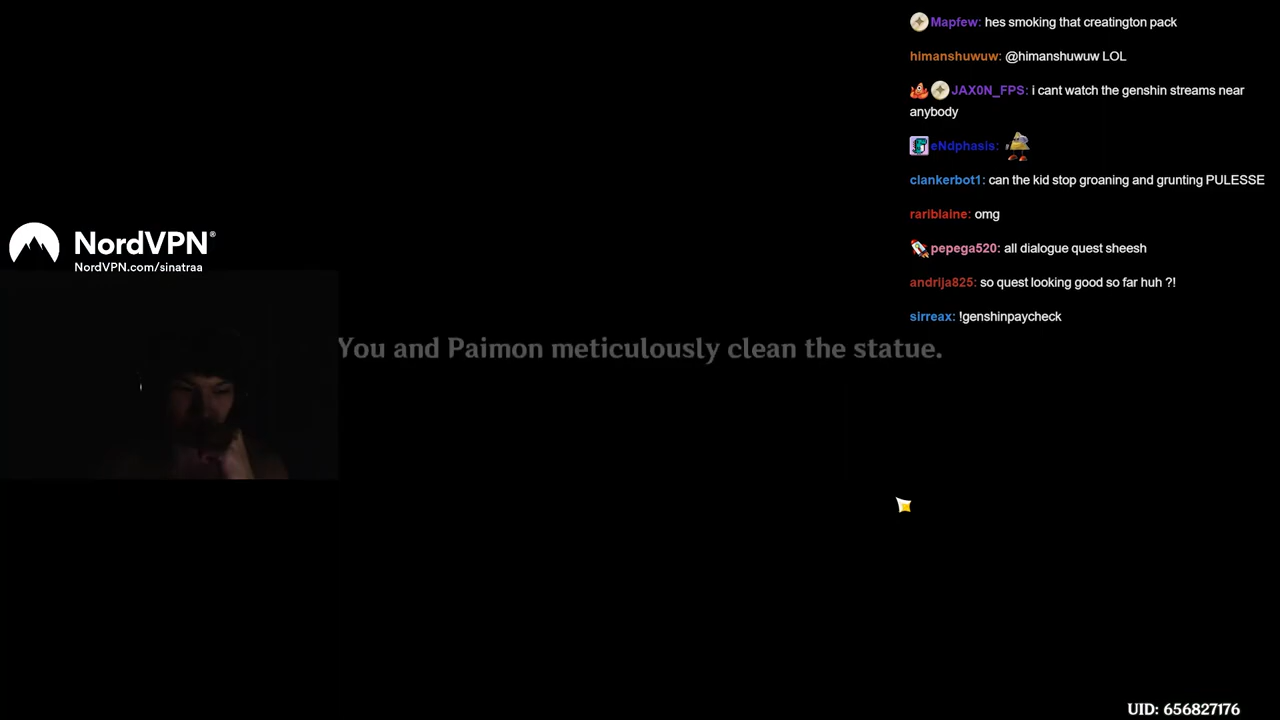 Mapfew: hes smoking that creatington pack
himanshuwuw: @himanshuwuw LOL
JAX0N_FPS: i cant watch the genshin streams near
anybody
eNdphasis:
clankerbot1: can the kid stop groaning and grunting PULESSE
rariblaine: omg
pepega520: all dialogue quest sheesh
andrija825: so quest looking good so far huh ?!
sirreax: !genshinpaycheck
NordVPN®
NordVPN.com/sinatraa
You and Paimon meticulously clean the statue.
UID: 656827176